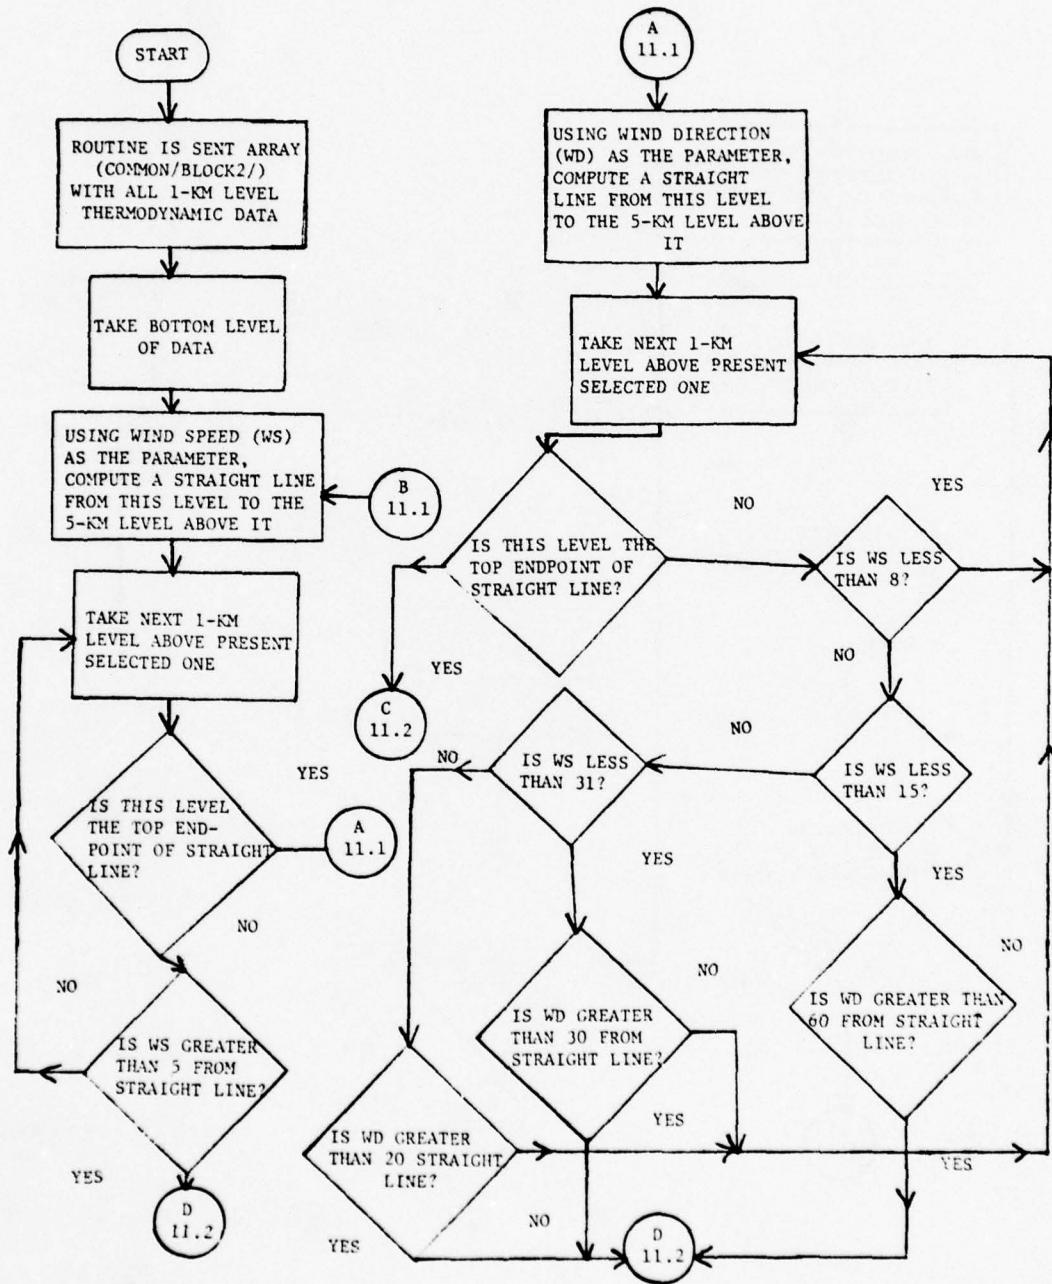 START
ROUTINE IS SENT ARRAY
(COMMON/BLOCK2/)
WITH ALL 1-KM LEVEL
THERMODYNAMIC DATA
TAKE BOTTOM LEVEL
OF DATA
USING WIND SPEED (WS)
AS THE PARAMETER,
COMPUTE A STRAIGHT LINE
FROM THIS LEVEL TO THE
5-KM LEVEL ABOVE IT
B
11.1
TAKE NEXT 1-KM
LEVEL ABOVE PRESENT
SELECTED ONE
YES
IS THIS LEVEL
THE TOP END-
POINT OF STRAIGHT
LINE?
A
11.1
NO
NO
IS WS GREATER
THAN 5 FROM
STRAIGHT LINE?
YES
D
11.2
A
11.1
USING WIND DIRECTION
(WD) AS THE PARAMETER,
COMPUTE A STRAIGHT
LINE FROM THIS LEVEL
TO THE 5-KM LEVEL ABOVE
IT
TAKE NEXT 1-KM
LEVEL ABOVE PRESENT
SELECTED ONE
NO
YES
IS THIS LEVEL THE
TOP ENDPOINT OF
STRAIGHT LINE?
IS WS LESS
THAN 8?
YES
NO
C
11.2
NO
NO
IS WS LESS
THAN 31?
IS WS LESS
THAN 15?
YES
YES
NO
NO
IS WD GREATER
THAN 30 FROM
STRAIGHT LINE?
IS WD GREATER THAN
60 FROM STRAIGHT
LINE?
YES
IS WD GREATER
THAN 20 STRAIGHT
LINE?
YES
NO
YES
D
11.2